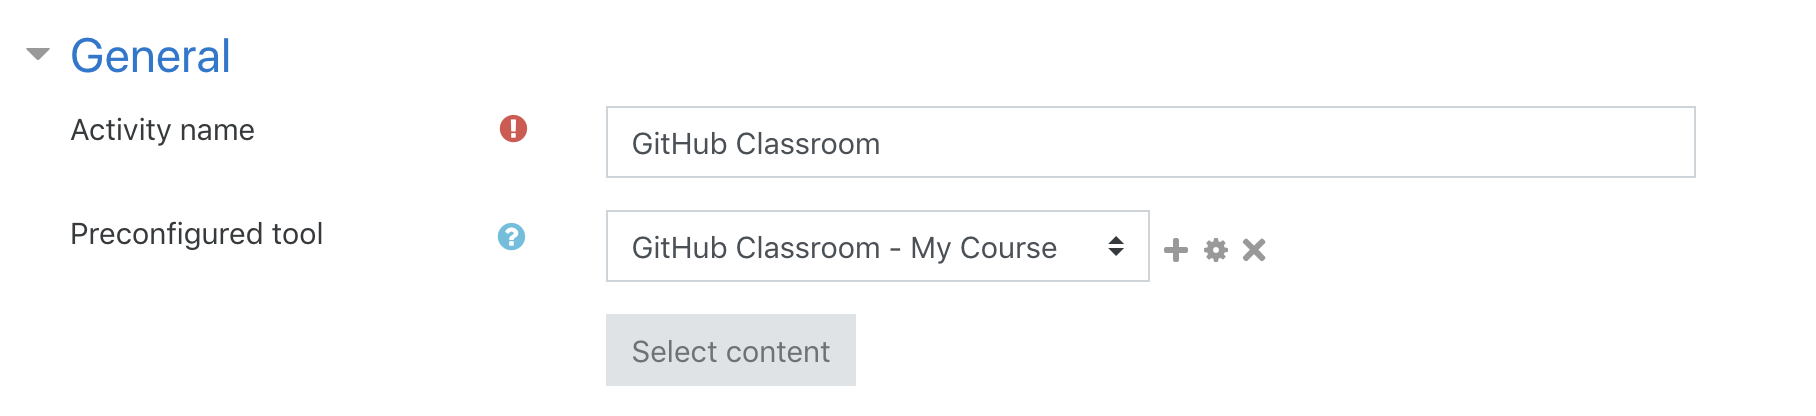 General
Activity name
GitHub Classroom
Preconfigured tool
GitHub Classroom - My Course
Select content